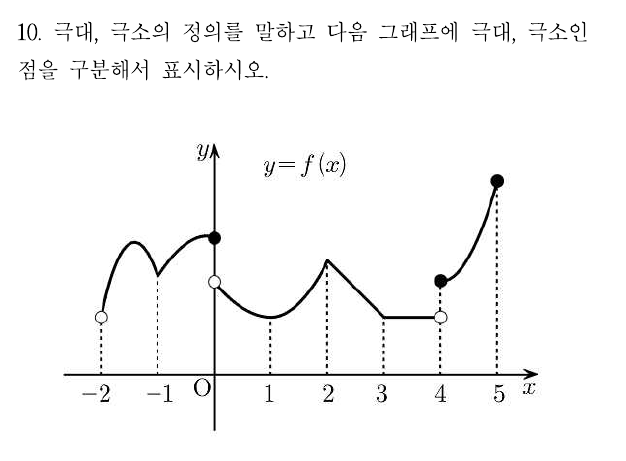 10. 극대, 극소의 정의를 말하고 다음 그래프에 극대, 극소인
점을 구분해서 표시하시오.
y
y=f(x)
-2 -1 O 1 2 3 4 5 x